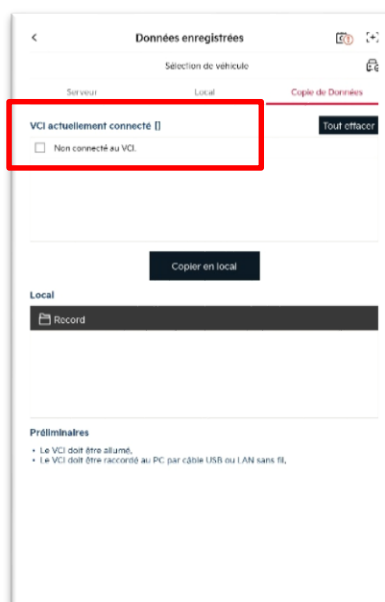 Données enregistrées
Sélection de véhicule
Serveur Local Copie de Données
VCI actuellement connecté []
Tout effacer
Non connecté au VCI.
Copier en local
Local
Record
Préliminaires
• Le VCI doit être allumé,
• Le VCI doit être raccordé au PC par câble USB ou LAN sans fil,